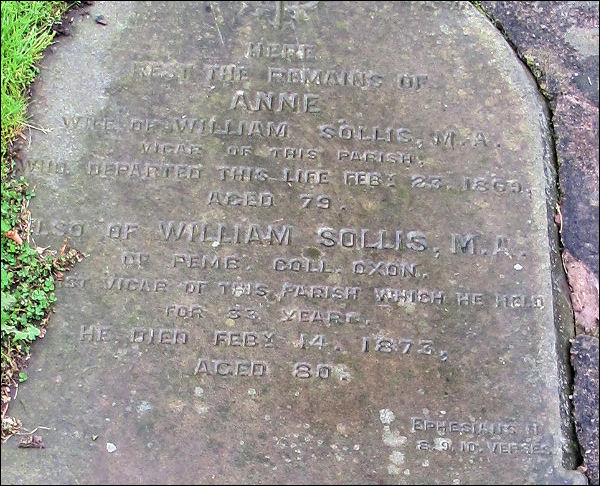 HERE
REST THE REMAINS OF
ANNE
WIFE OF WILLIAM SOLLIS, M.A.
VICAR OF THIS PARISH,
WHO DEPARTED THIS LIFE FEBY 23. 1869,
AGED 79.
ALSO OF WILLIAM SOLLIS, M.A.
OF PEMB. COLL. OXON.
1ST VICAR OF THIS PARISH WHICH HE HELD
FOR 33 YEARS.
HE DIED FEBY 14. 1873,
AGED 80.
EPHESIANS II
8.9.10. VERSES